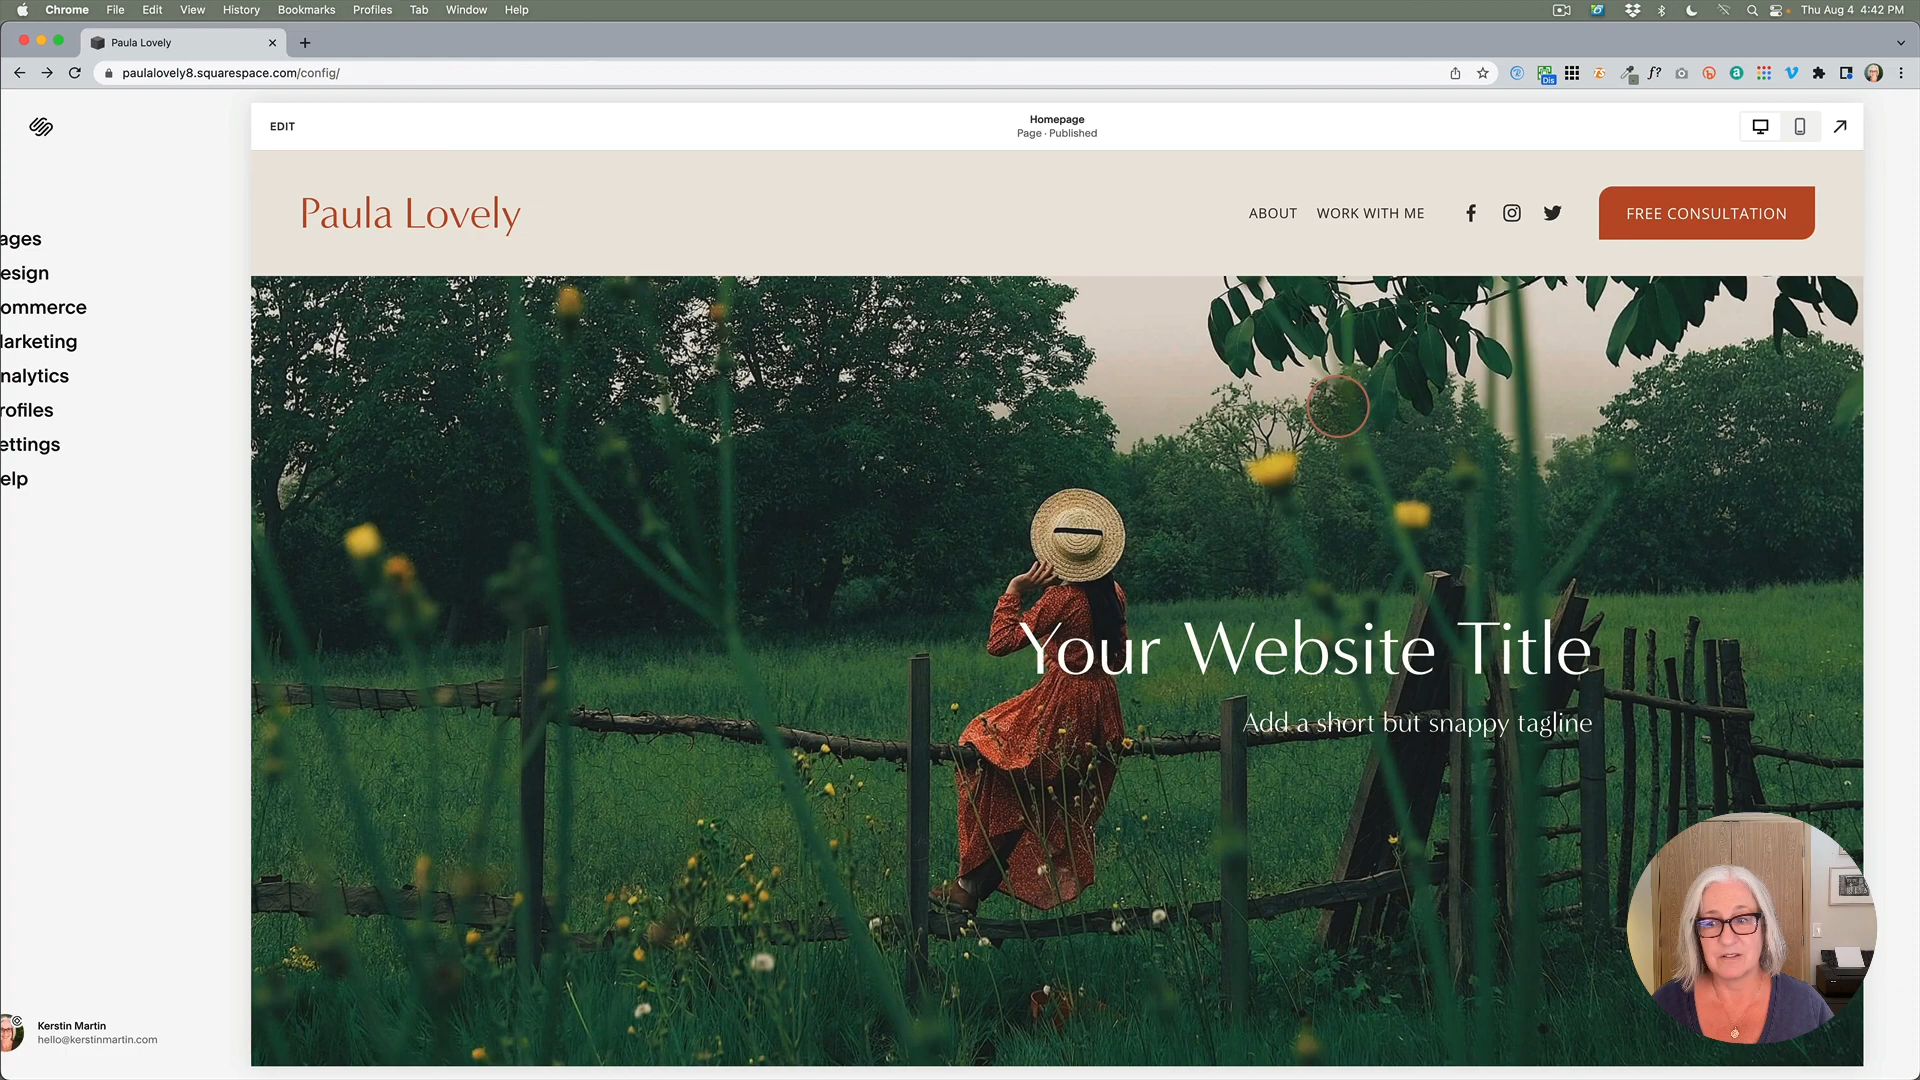 Chrome File Edit View History Bookmarks Profiles Tab Window Help
Thu Aug 4 4:42 PM
Paula Lovely
paulalovely8.squarespace.com/config/
Dis
f?
EDIT
Homepage
Page · Published
Paula Lovely
ABOUT WORK WITH ME
FREE CONSULTATION
ages
esign
ommerce
arketing
nalytics
rofiles
ettings
elp
Your Website Title
Add a short but snappy tagline
Kerstin Martin
hello@kerstinmartin.com